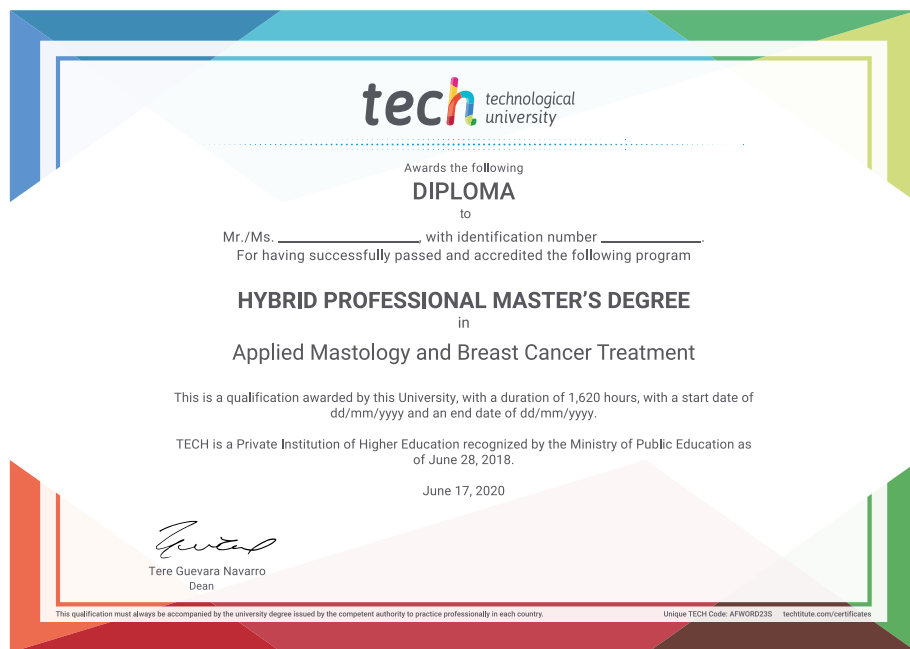 tech technological
university
Awards the following
DIPLOMA
to
Mr./Ms. ____________, with identification number ____________.
For having successfully passed and accredited the following program
HYBRID PROFESSIONAL MASTER'S DEGREE
in
Applied Mastology and Breast Cancer Treatment
This is a qualification awarded by this University, with a duration of 1,620 hours, with a start date of
dd/mm/yyyy and an end date of dd/mm/yyyy.
TECH is a Private Institution of Higher Education recognized by the Ministry of Public Education as
of June 28, 2018.
June 17, 2020
Tere Guevara Navarro
Dean
This qualification must always be accompanied by the university degree issued by the competent authority to practice professionally in each country. Unique TECH Code: AFWORD23S techtitute.com/certificates